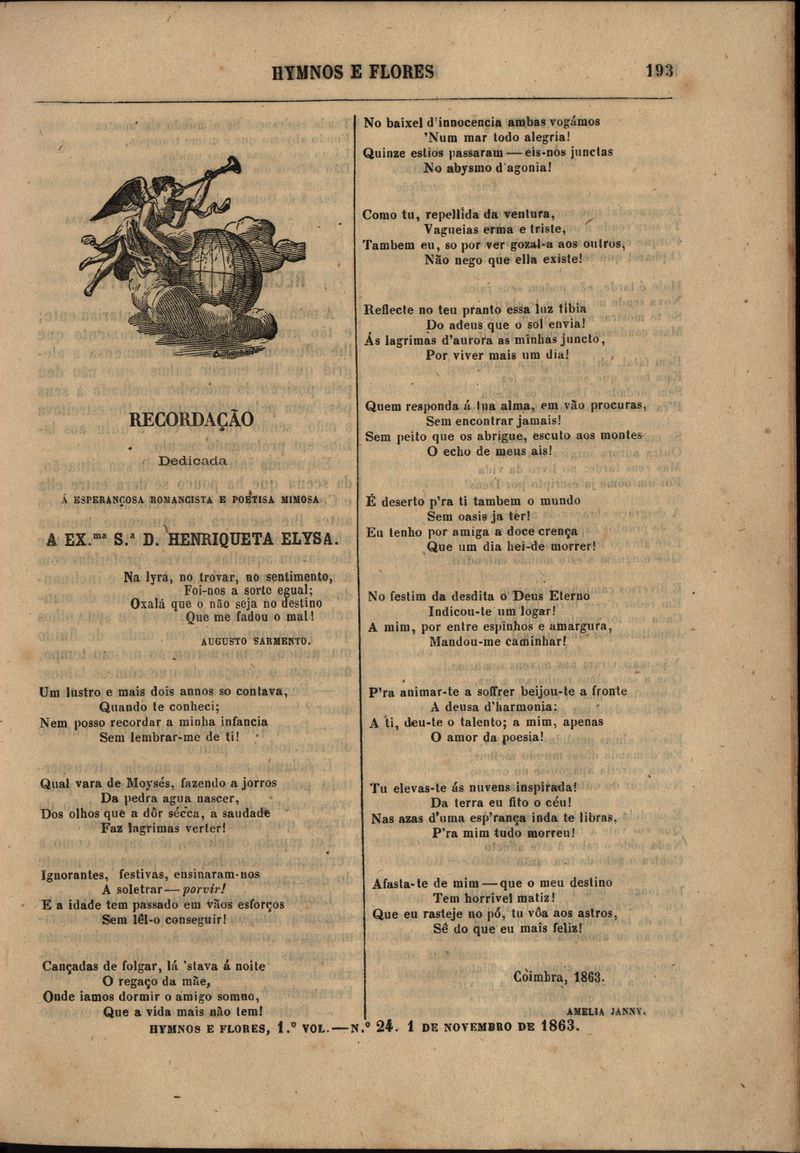 HYMNOS E FLORES 193
RECORDAÇÃO
Dedicada
Á ESPERANÇOSA ROMANCISTA E POÉTISA MIMOSA
A EX.ma S.a D. HENRIQUETA ELYSA.
Na lyra, no trovar, no sentimento,
Foi-nos a sorte egual;
Oxalá que o não seja no destino
Que me fadou o mal!
AUGUSTO SARMENTO.
Um lustro e mais dois annos so contava,
Quando te conheci;
Nem posso recordar a minha infancia
Sem lembrar-me de ti!
Qual vara de Moysés, fazendo a jorros
Da pedra agua nascer,
Dos olhos que a dôr sécca, a saudade
Faz lagrimas verter!
Ignorantes, festivas, ensinaram-nos
A soletrar—porvir!
E a idade tem passado em vãos esforços
Sem lêl-o conseguir!
Cançadas de folgar, lá 'stava á noite
O regaço da mãe,
Onde iamos dormir o amigo somno,
Que a vida mais não tem!
No baixel d'innocencia ambas vogámos
'Num mar todo alegria!
Quinze estios passaram—eis-nos junctas
No abysmo d'agonia!
Como tu, repellida da ventura,
Vagueias erma e triste,
Tambem eu, so por ver gozal-a aos outros,
Não nego que ella existe!
Reflecte no teu pranto essa luz tibia
Do adeus que o sol envia!
Ás lagrimas d'aurora as minhas juncto,
Por viver mais um dia!
Quem responda á tua alma, em vão procuras,
Sem encontrar jamais!
Sem peito que os abrigue, escuto aos montes
O echo de meus ais!
É deserto p'ra ti tambem o mundo
Sem oasis ja ter!
Eu tenho por amiga a doce crença
Que um dia hei-de morrer!
No festim da desdita o Deus Eterno
Indicou-te um logar!
A mim, por entre espinhos e amargura,
Mandou-me caminhar!
P'ra animar-te a soffrer beijou-te a fronte
A deusa d'harmonia:
A ti, deu-te o talento; a mim, apenas
O amor da poesia!
Tu elevas-te ás nuvens inspirada!
Da terra eu fito o céu!
Nas azas d'uma esp'rança inda te libras,
P'ra mim tudo morreu!
Afasta-te de mim—que o meu destino
Tem horrivel matiz!
Que eu rasteje no pó, tu vôa aos astros,
Sê do que eu mais feliz!
Coimbra, 1863.
AMELIA JANNY.
HYMNOS E FLORES, 1.º VOL.—N.º 24. 1 DE NOVEMBRO DE 1863.